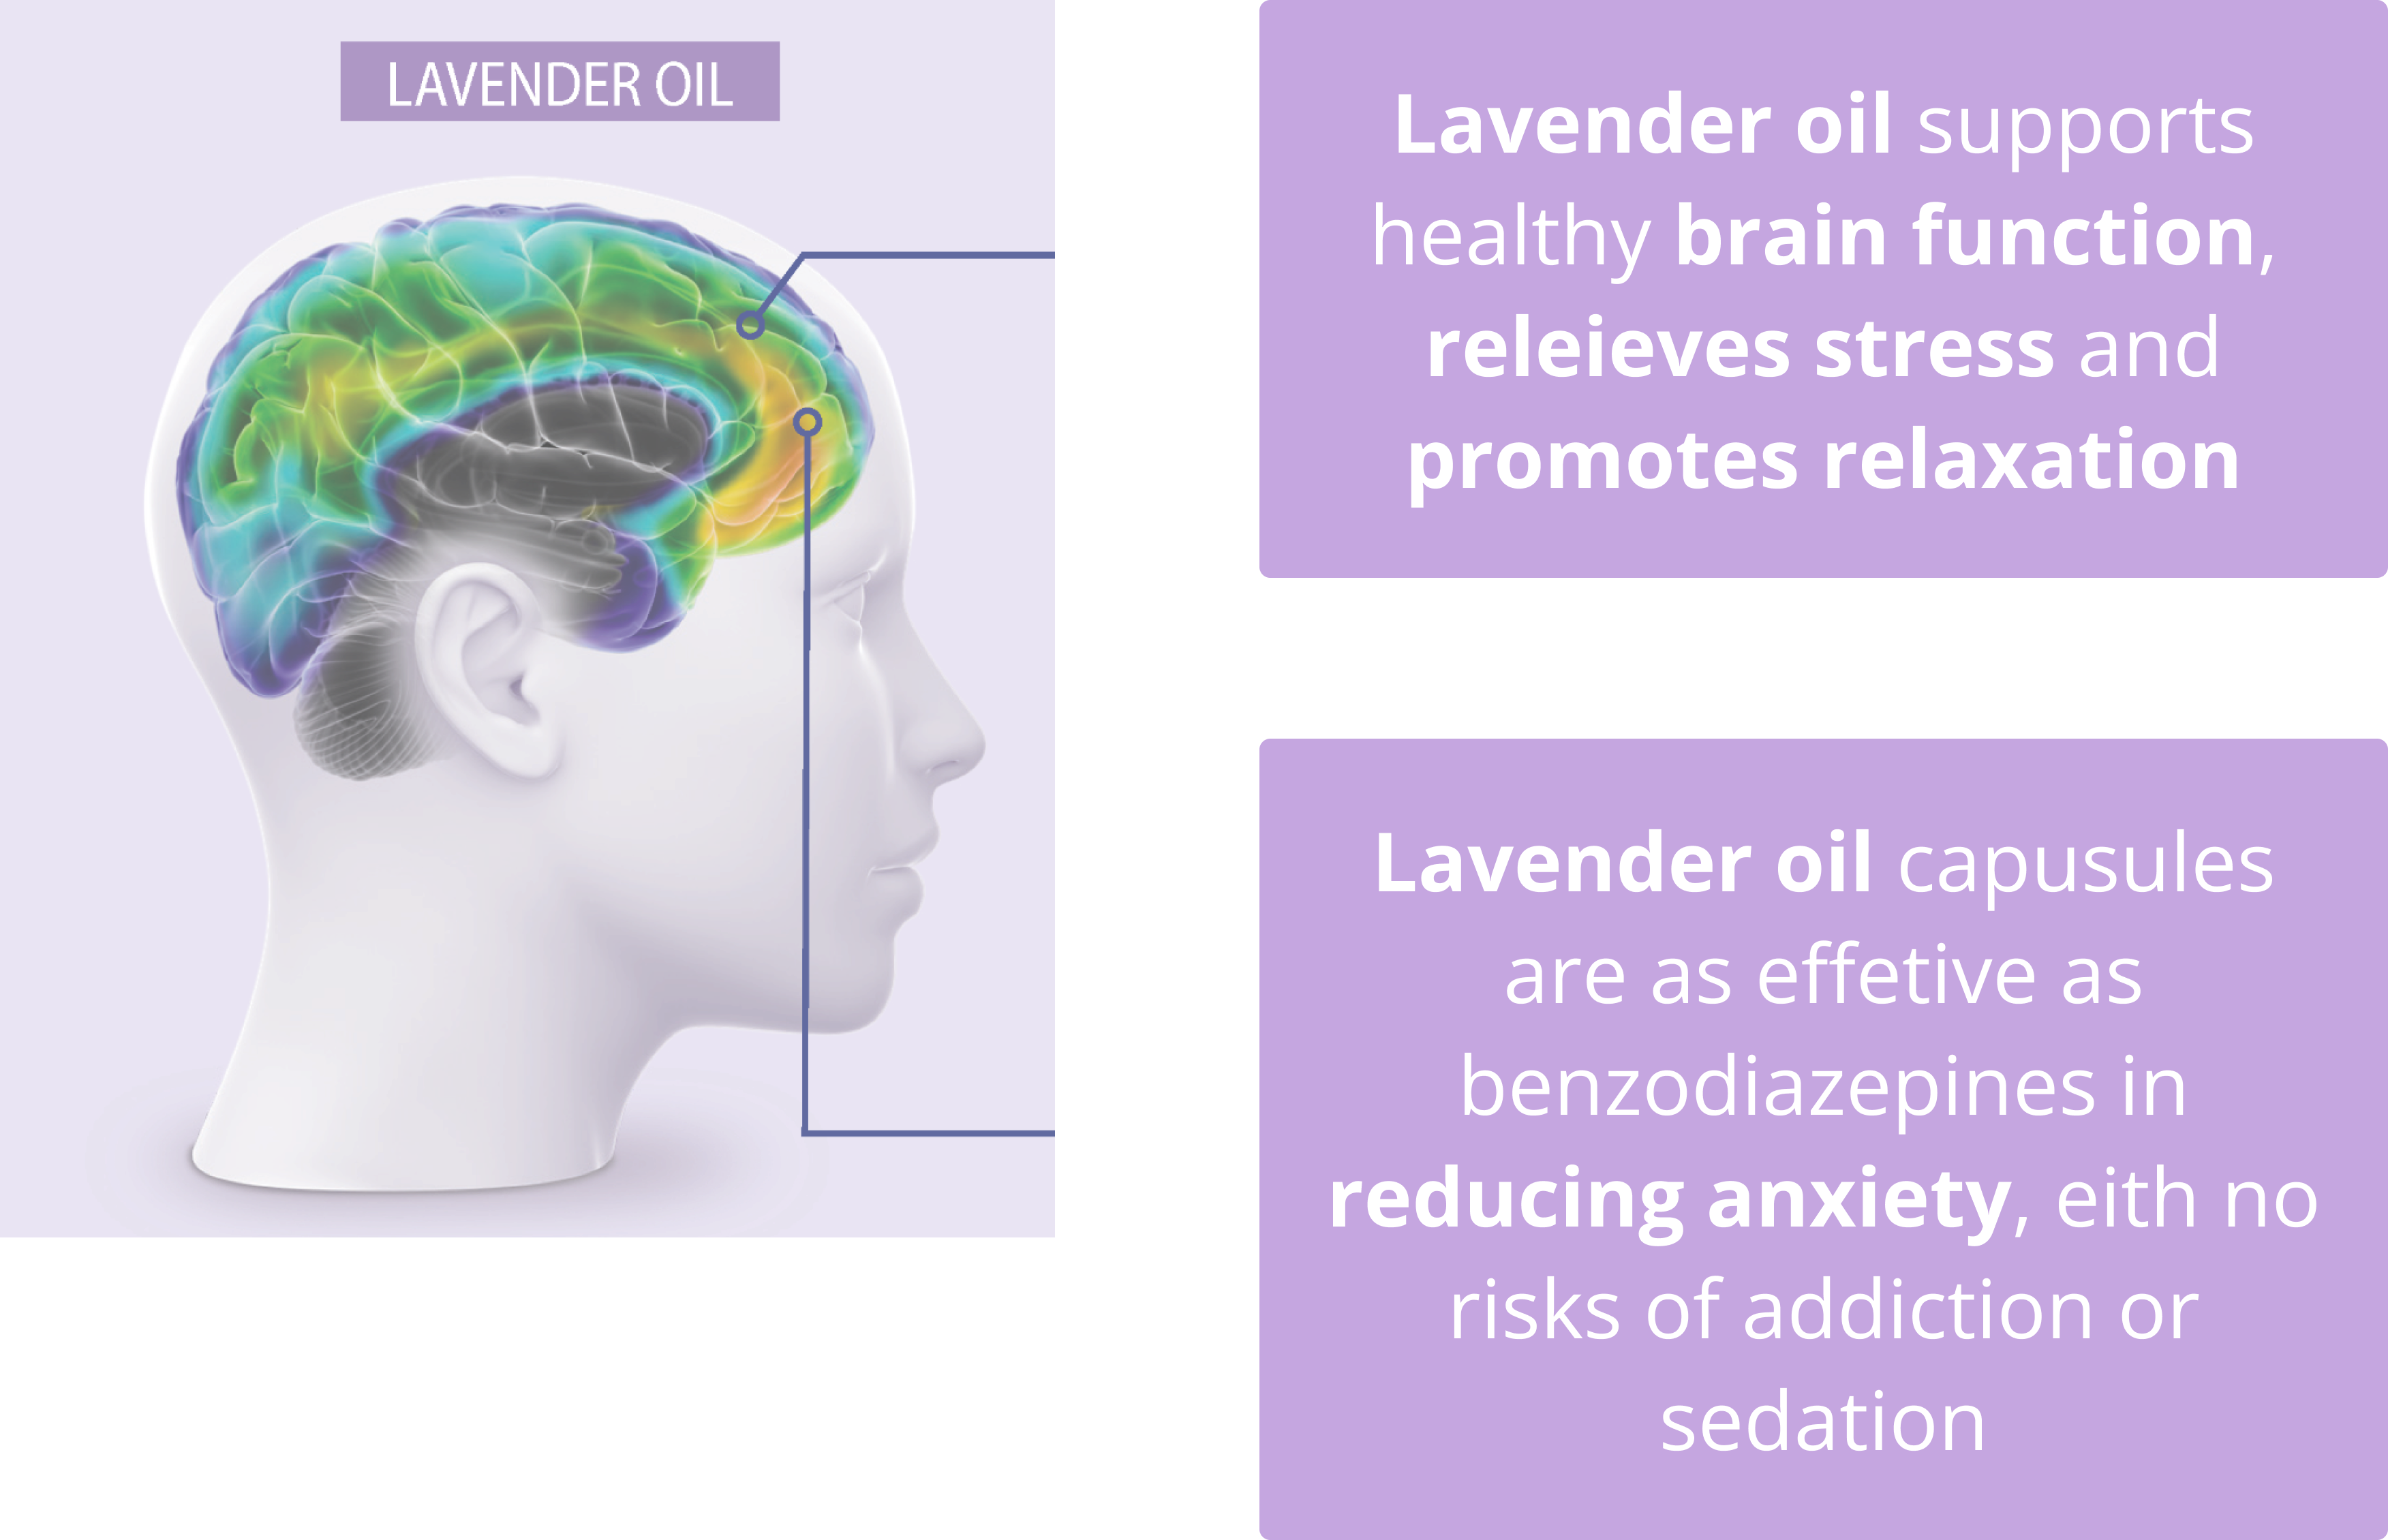 LAVENDER OIL
Lavender oil supports
healthy brain function,
releieves stress and
promotes relaxation
Lavender oil capusules
are as effetive as
benzodiazepines in
reducing anxiety, eith no
risks of addiction or
sedation